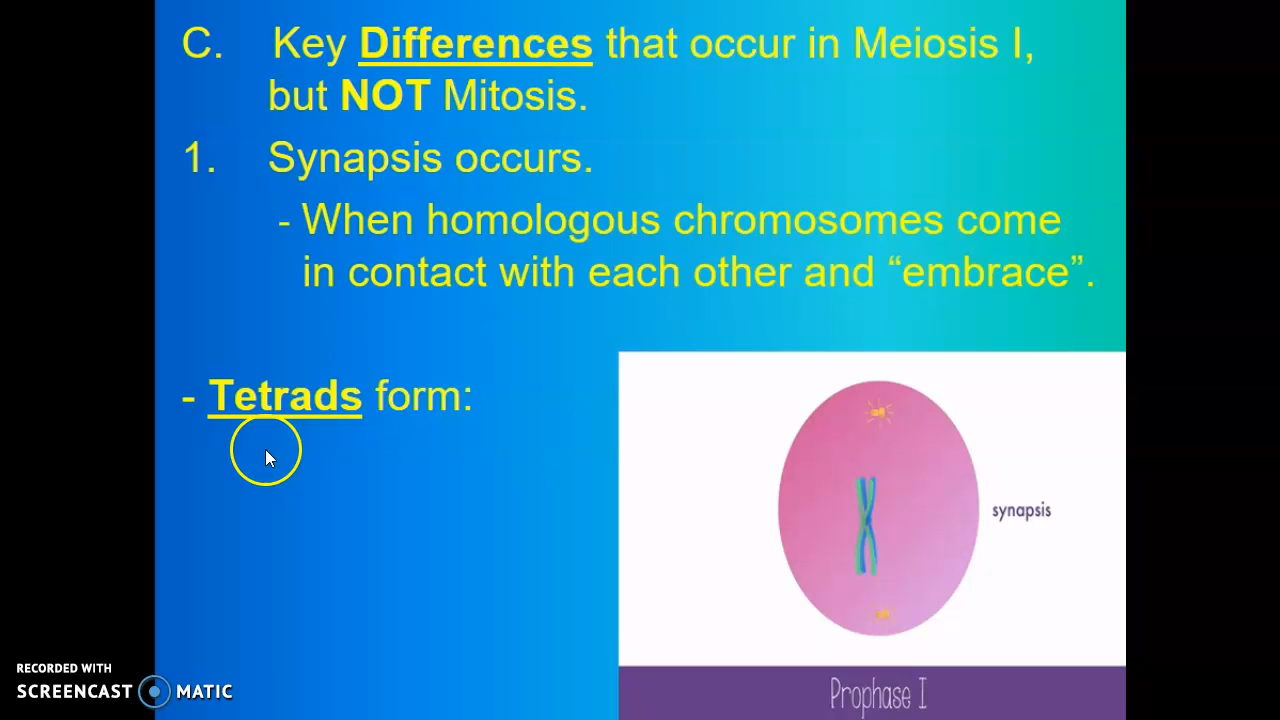 C. Key Differences that occur in Meiosis I,
but NOT Mitosis.
1. Synapsis occurs.
- When homologous chromosomes come
in contact with each other and “embrace”.
- Tetrads form:
synapsis
Prophase I
RECORDED WITH
SCREENCAST MATIC